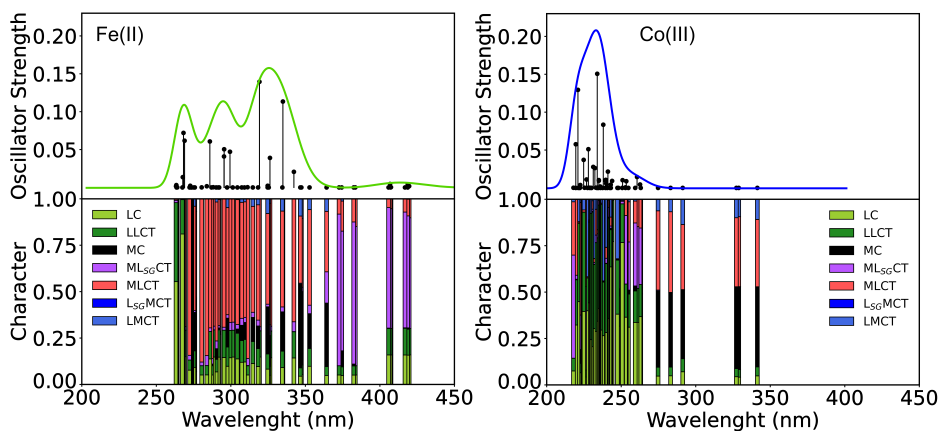 Fe(II)
Oscillator Strength
0.20
0.15
0.10
0.05
1.00
0.75
0.50
0.25
0.00
Character
LC
LLCT
MC
ML_SGCT
MLCT
L_SGMCT
LMCT
200 250 300 350 400 450
Wavelenght (nm)
Co(III)
Oscillator Strength
0.20
0.15
0.10
0.05
1.00
0.75
0.50
0.25
0.00
Character
LC
LLCT
MC
ML_SGCT
MLCT
L_SGMCT
LMCT
200 250 300 350 400 450
Wavelenght (nm)